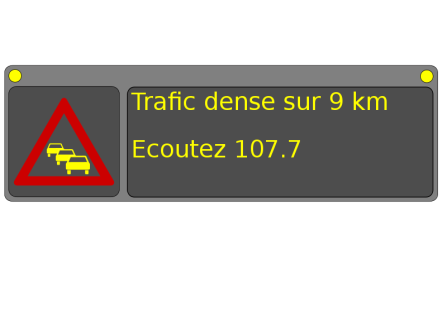 Trafic dense sur 9 km
Ecoutez 107.7